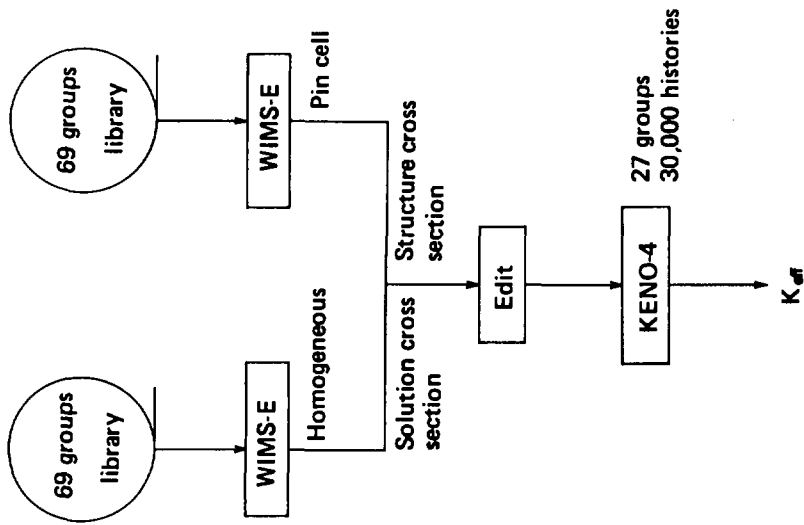 69 groups
library
WIMS-E
Homogeneous
Solution cross
section
69 groups
library
WIMS-E
Pin cell
Structure cross
section
Edit
KENO-4
27 groups
30,000 histories
Keff